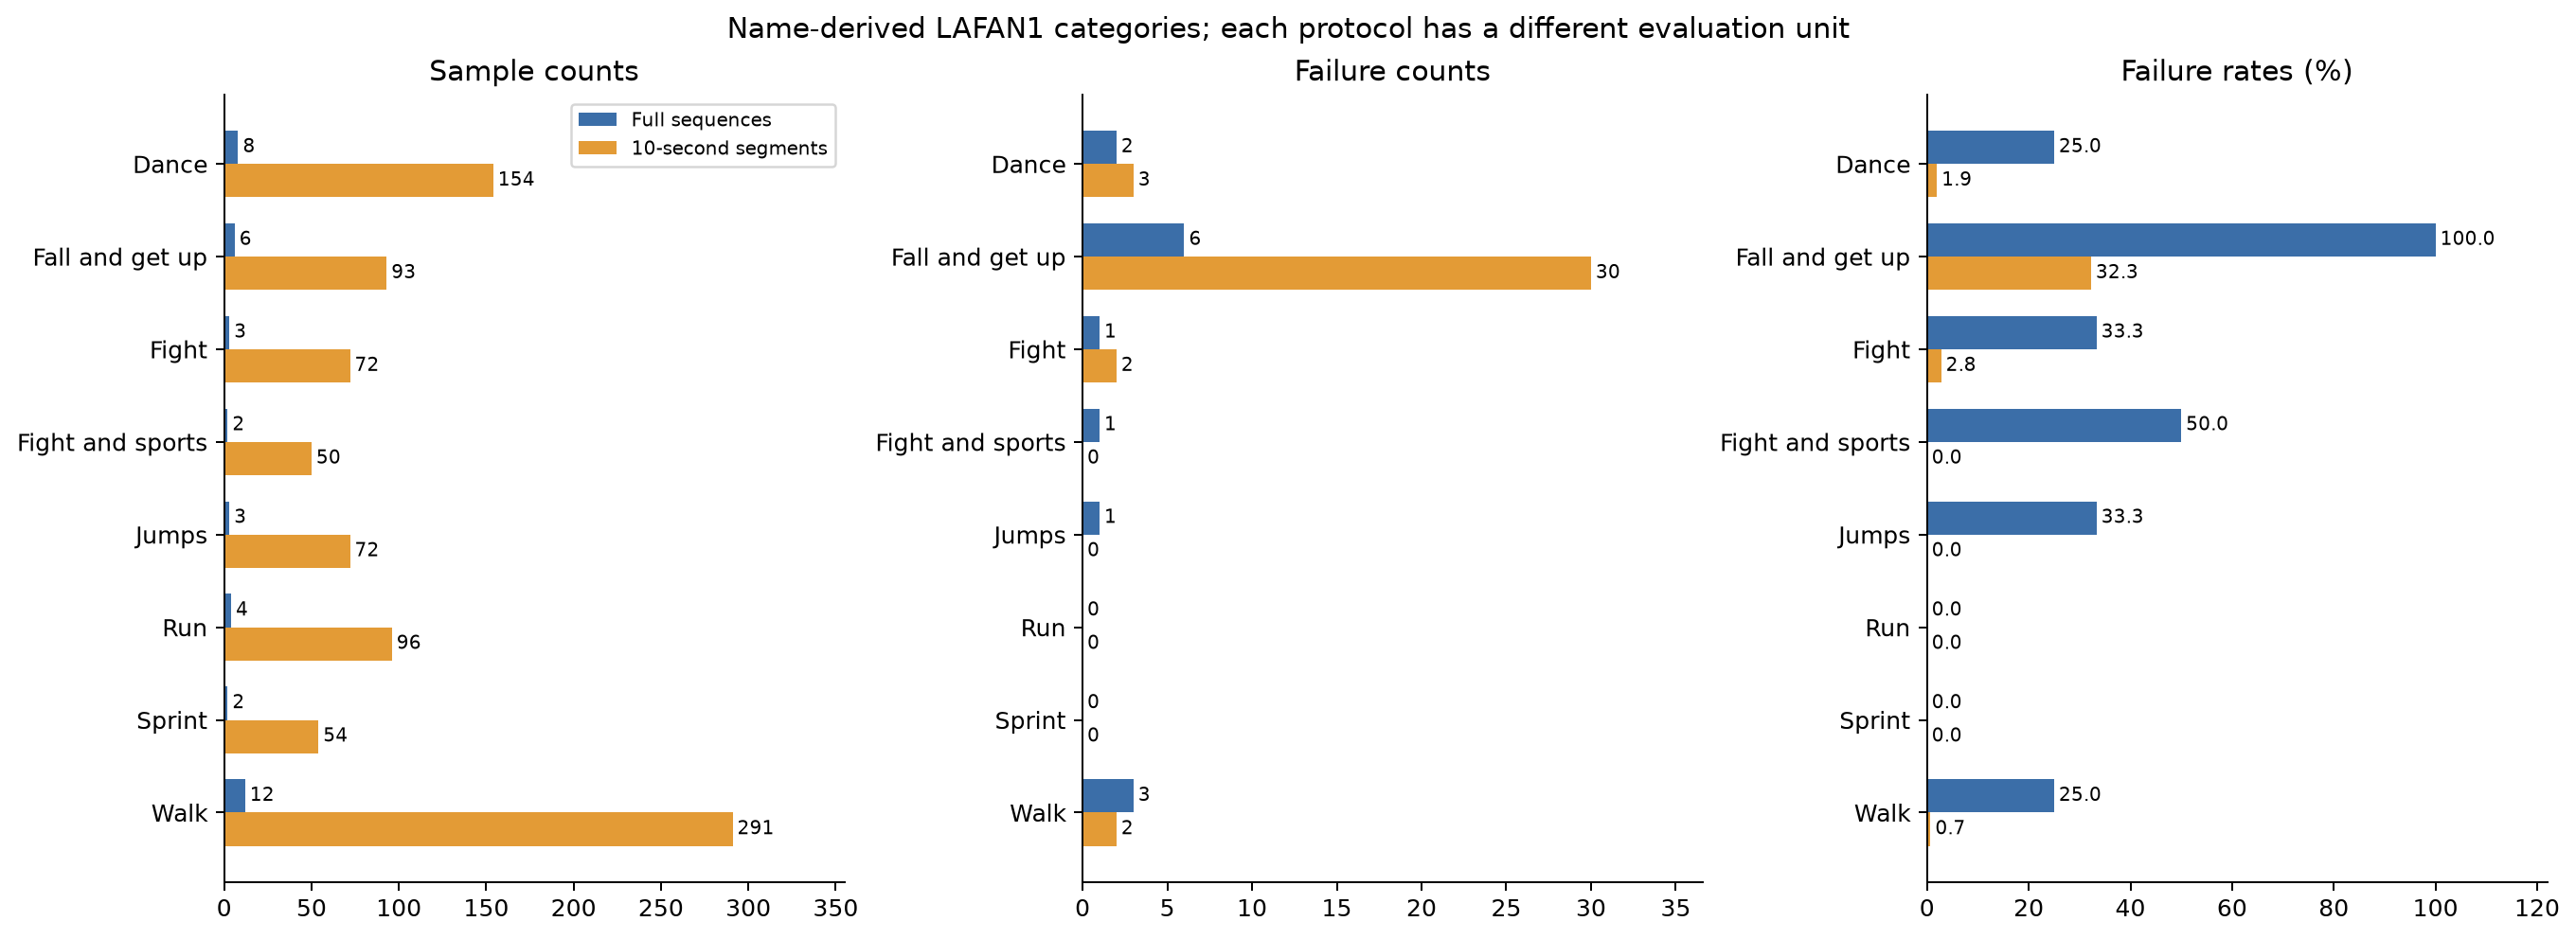 Name-derived LAFAN1 categories; each protocol has a different evaluation unit
Sample counts
Full sequences
10-second segments
Dance
8
154
Fall and get up
6
93
Fight
3
72
Fight and sports
2
50
Jumps
3
72
Run
4
96
Sprint
2
54
Walk
12
291
0 50 100 150 200 250 300 350
Failure counts
Dance
2
3
Fall and get up
6
30
Fight
1
2
Fight and sports
1
0
Jumps
1
0
Run
0
0
Sprint
0
0
Walk
3
2
0 5 10 15 20 25 30 35
Failure rates (%)
Dance
25.0
1.9
Fall and get up
100.0
32.3
Fight
33.3
2.8
Fight and sports
50.0
0.0
Jumps
33.3
0.0
Run
0.0
0.0
Sprint
0.0
0.0
Walk
25.0
0.7
0 20 40 60 80 100 120